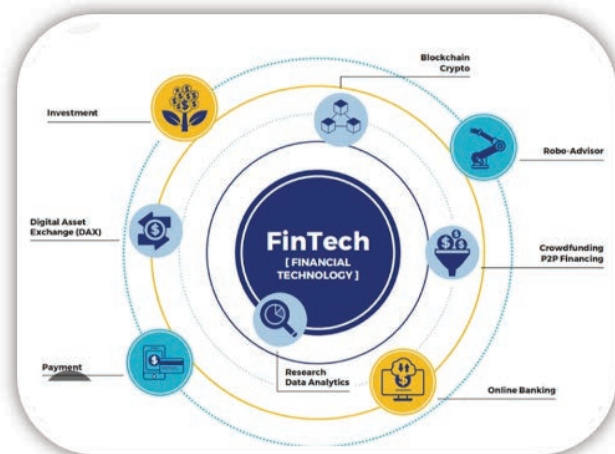 Blockchain
Crypto
Investment
Robo-Advisor
Digital Asset
Exchange (DAX)
FinTech
[ FINANCIAL
TECHNOLOGY ]
Crowdfunding
P2P Financing
Payment
Research
Data Analytics
Online Banking